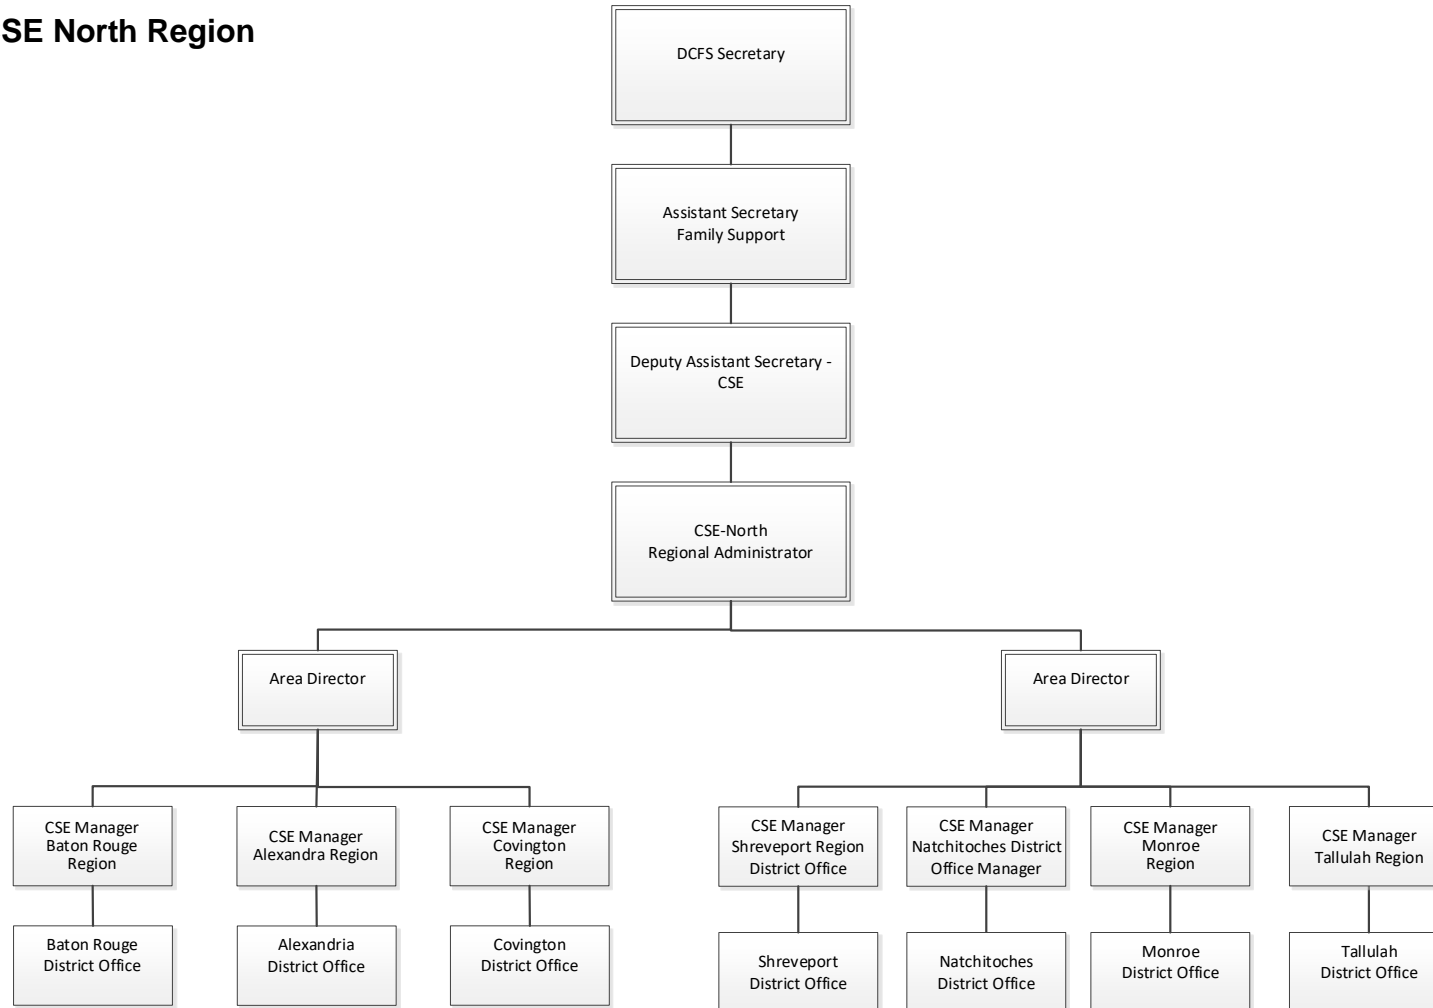 SE North Region
DCFS Secretary
Assistant Secretary
Family Support
Deputy Assistant Secretary -
CSE
CSE-North
Regional Administrator
Area Director
Area Director
CSE Manager
Baton Rouge
Region
CSE Manager
Alexandra Region
CSE Manager
Covington
Region
CSE Manager
Shreveport Region
District Office
CSE Manager
Natchitoches District
Office Manager
CSE Manager
Monroe
Region
CSE Manager
Tallulah Region
Baton Rouge
District Office
Alexandria
District Office
Covington
District Office
Shreveport
District Office
Natchitoches
District Office
Monroe
District Office
Tallulah
District Office